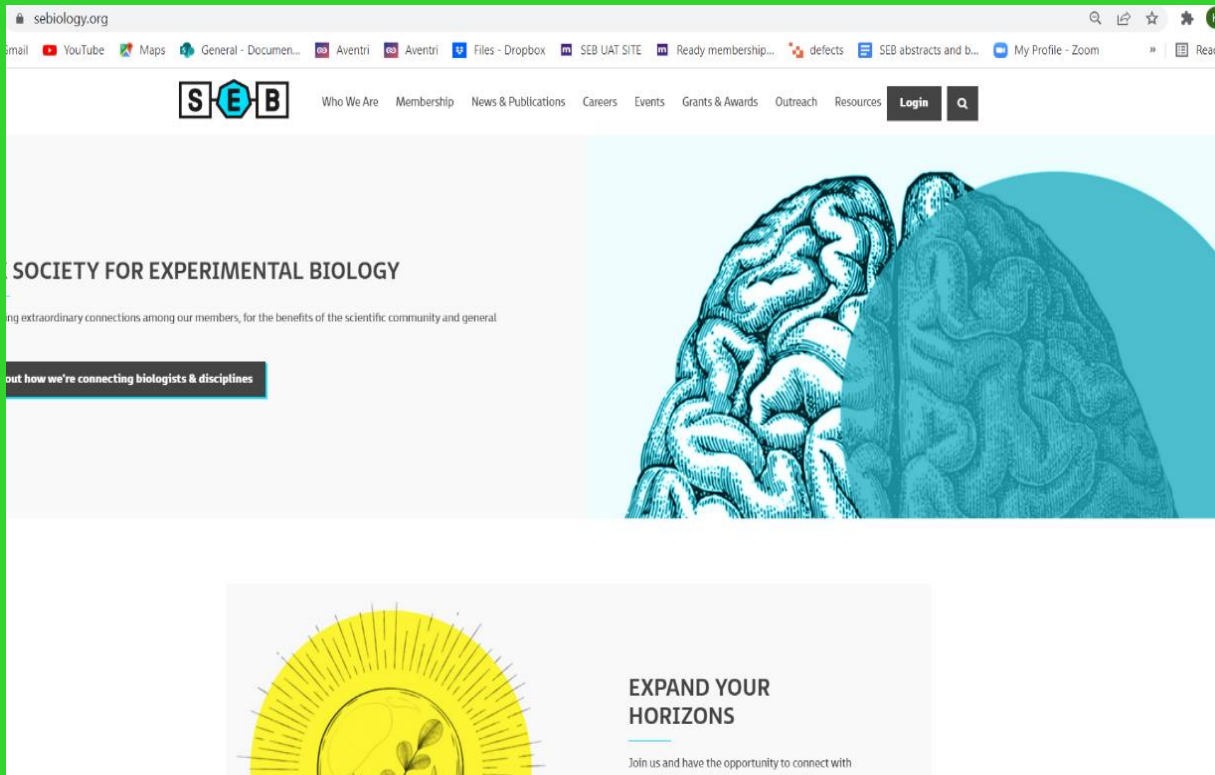 sebiology.org
Gmail YouTube Maps General - Documen... Aventri Aventri Files - Dropbox SEB UAT SITE Ready membership... defects SEB abstracts and b... My Profile - Zoom » Read
SEB Who We Are Membership News & Publications Careers Events Grants & Awards Outreach Resources Login
SOCIETY FOR EXPERIMENTAL BIOLOGY
ng extraordinary connections among our members, for the benefits of the scientific community and general
out how we're connecting biologists & disciplines
EXPAND YOUR
HORIZONS
Join us and have the opportunity to connect with